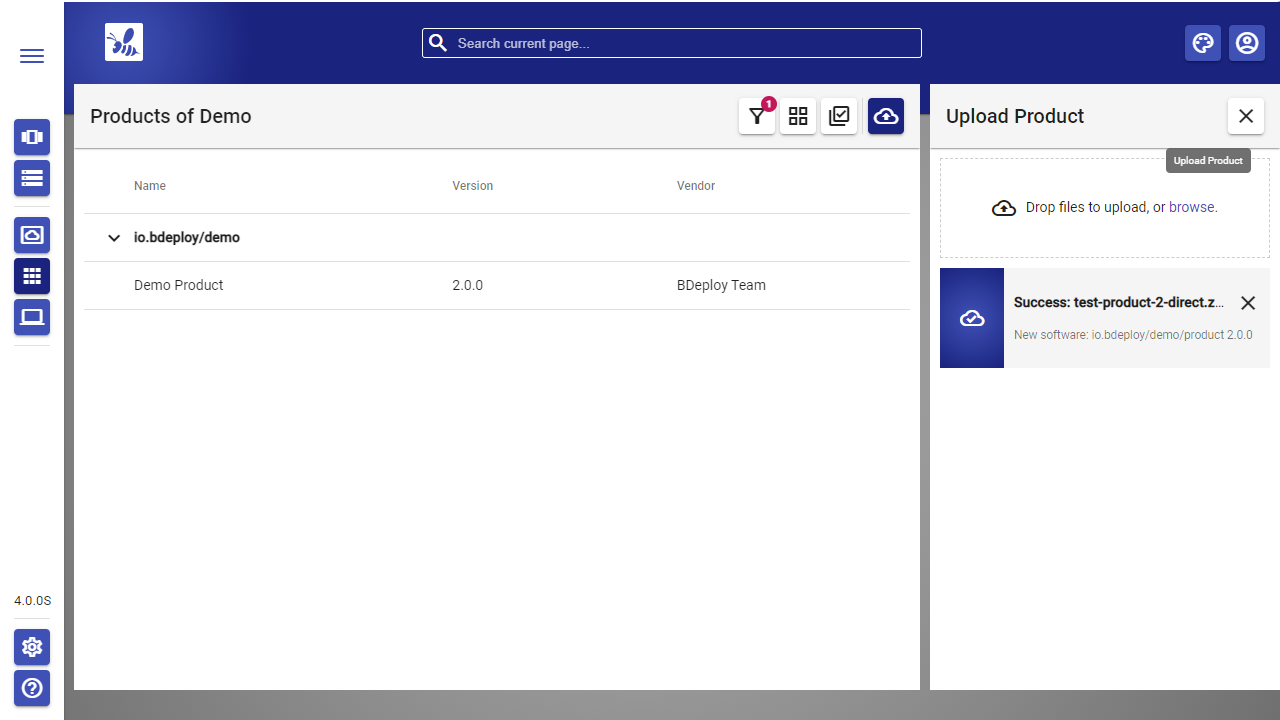 Search current page...
Products of Demo
1
Upload Product
Upload Product
Name Version Vendor
Drop files to upload, or browse.
io.bdeploy/demo
Demo Product 2.0.0 BDeploy Team
Success: test-product-2-direct.z...
New software: io.bdeploy/demo/product 2.0.0
4.0.0S